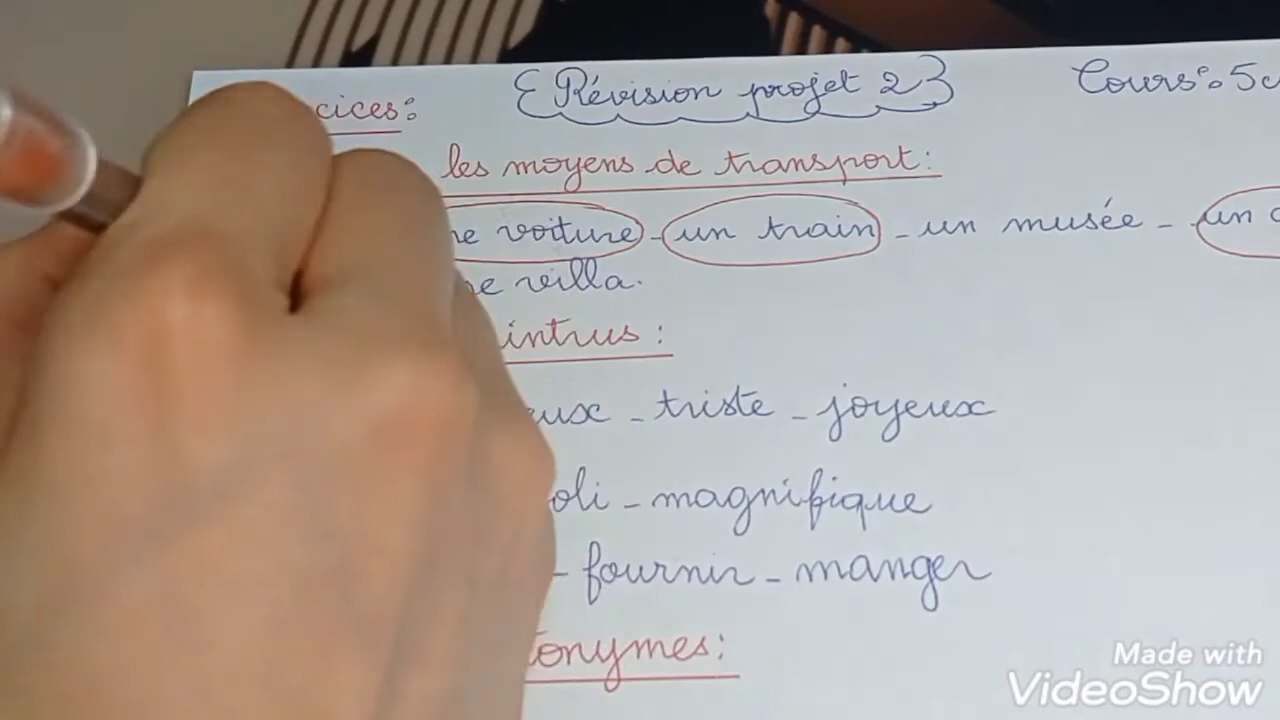 cices: Révision projet 2 Cours: 5
les moyens de transport:
ne voiture - un train - un musée - un
villa.
intrus :
eux - triste - joyeux
oli - magnifique
- fournir - manger
tonymes:
Made with
VideoShow